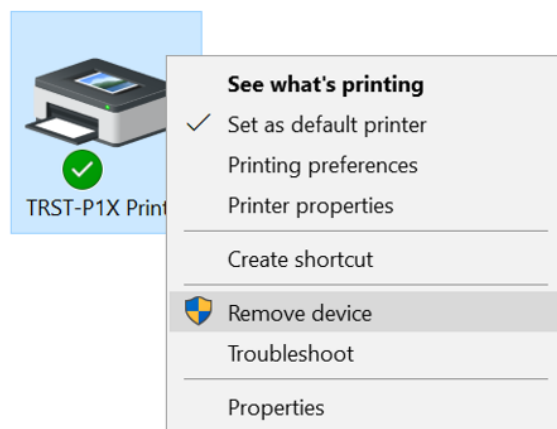 See what's printing
Set as default printer
Printing preferences
TRST-P1X Print
Printer properties
Create shortcut
Remove device
Troubleshoot
Properties